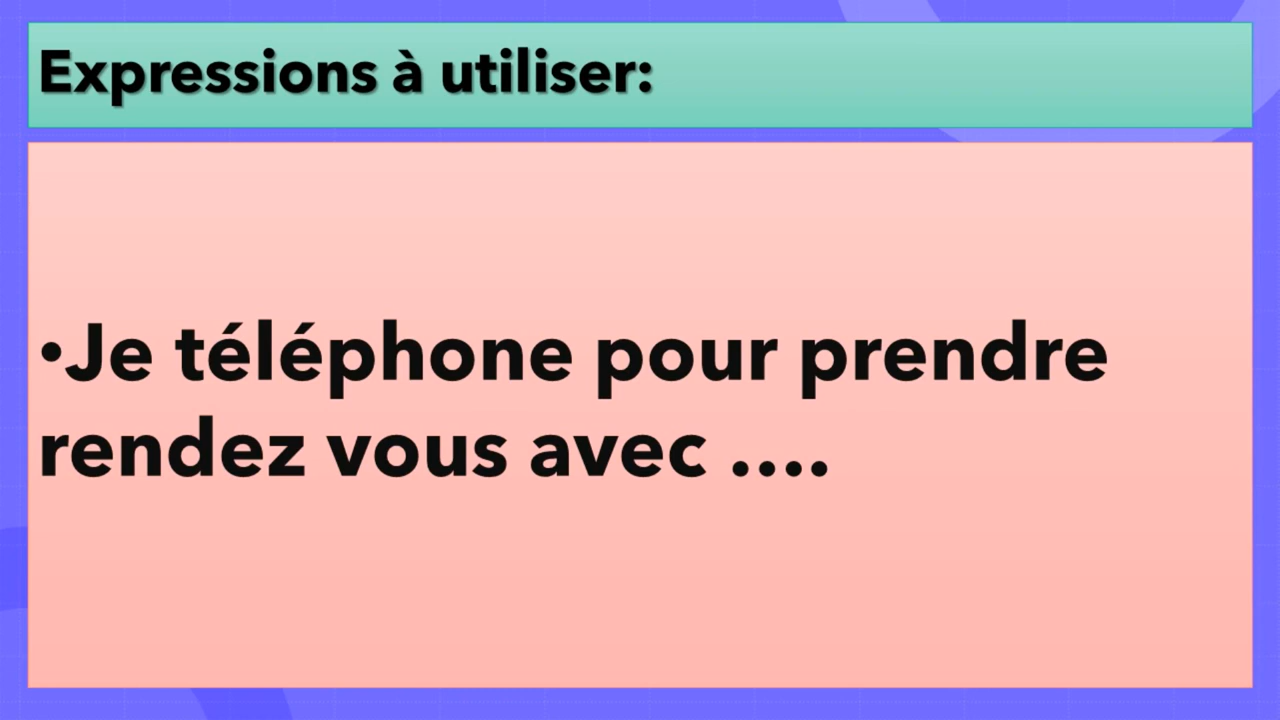 Expressions à utiliser:
•Je téléphone pour prendre
rendez vous avec ....